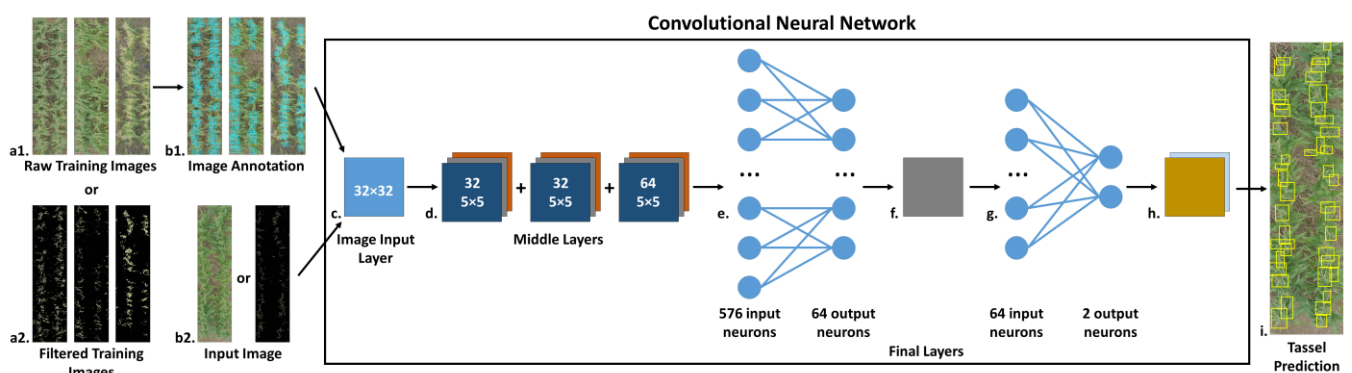 Convolutional Neural Network
a1.
Raw Training Images
or
b1.
Image Annotation
a2.
Filtered Training
Images
b2.
or
Input Image
c.
32×32
Image Input
Layer
d.
32
5×5
+
32
5×5
+
64
5×5
Middle Layers
e.
...
...
576 input
neurons
64 output
neurons
f.
g.
...
64 input
neurons
2 output
neurons
h.
Final Layers
i.
Tassel
Prediction